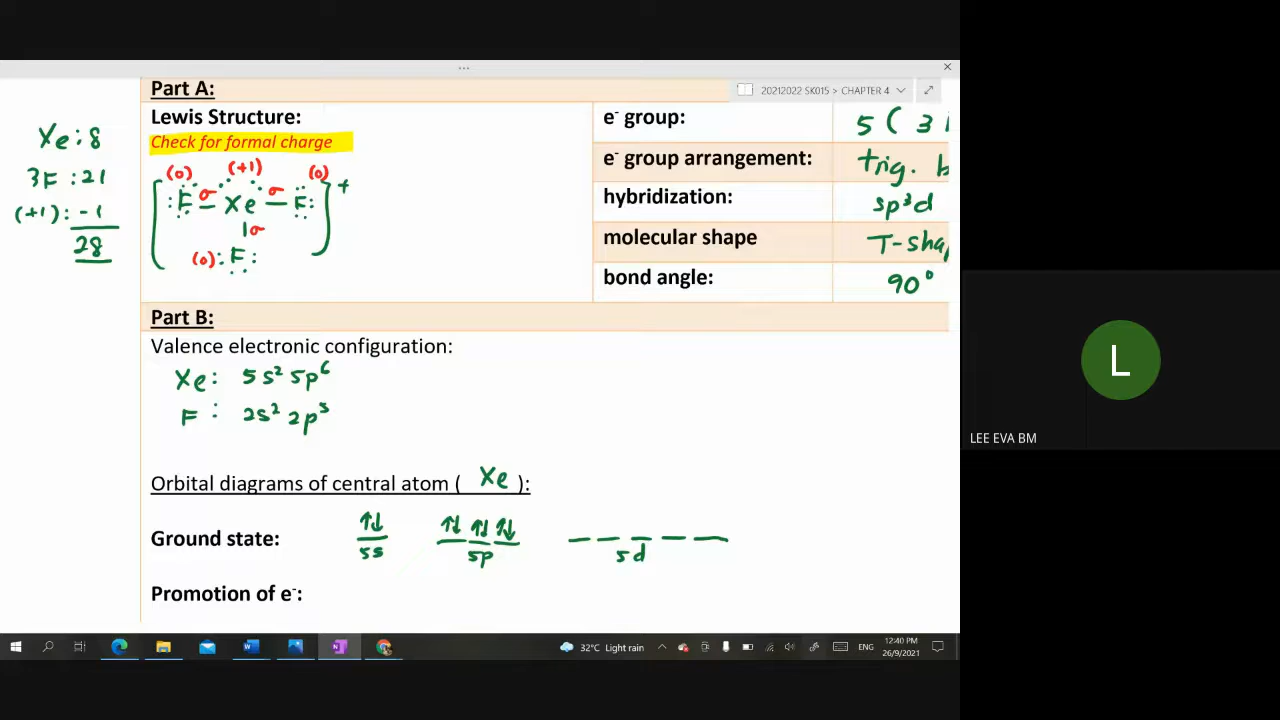 Part A:
20212022 SK015 > CHAPTER 4
Xe: 8
3F : 21
(+1): -1
28
Lewis Structure:
Check for formal charge
(0) (+1) (0)
[ :F σ — Xe σ — F: ] +
| σ
(0) :F:
e⁻ group:
5 ( 3
e⁻ group arrangement:
trig. b
hybridization:
sp³d
molecular shape
T-sha
bond angle:
90°
Part B:
Valence electronic configuration:
Xe: 5s² 5p⁶
F : 2s² 2p⁵
Orbital diagrams of central atom ( Xe ):
Ground state: ↑↓ ↑↓ ↑↓ ↑↓ — — — — —
5s 5p 5d
Promotion of e⁻:
L
LEE EVA BM
32°C Light rain
ENG
12:40 PM
26/9/2021